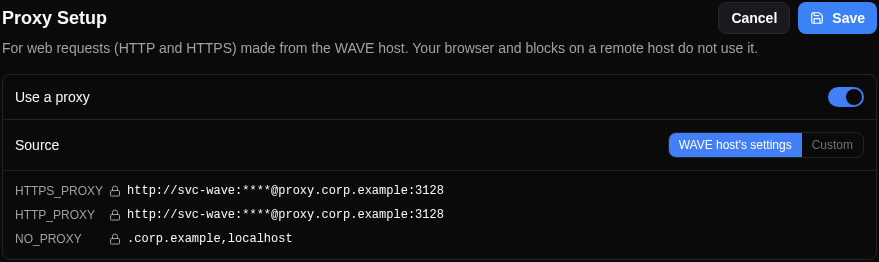 Proxy Setup
Cancel
Save
For web requests (HTTP and HTTPS) made from the WAVE host. Your browser and blocks on a remote host do not use it.
Use a proxy
Source
WAVE host's settings
Custom
HTTPS_PROXY http://svc-wave:****@proxy.corp.example:3128
HTTP_PROXY http://svc-wave:****@proxy.corp.example:3128
NO_PROXY .corp.example,localhost